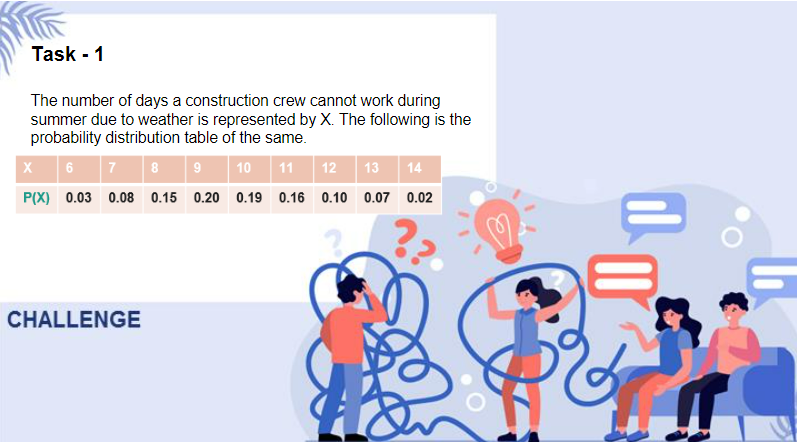 Task - 1
The number of days a construction crew cannot work during
summer due to weather is represented by X. The following is the
probability distribution table of the same.
X 6 7 8 9 10 11 12 13 14
P(X) 0.03 0.08 0.15 0.20 0.19 0.16 0.10 0.07 0.02
? ? ?
?
CHALLENGE